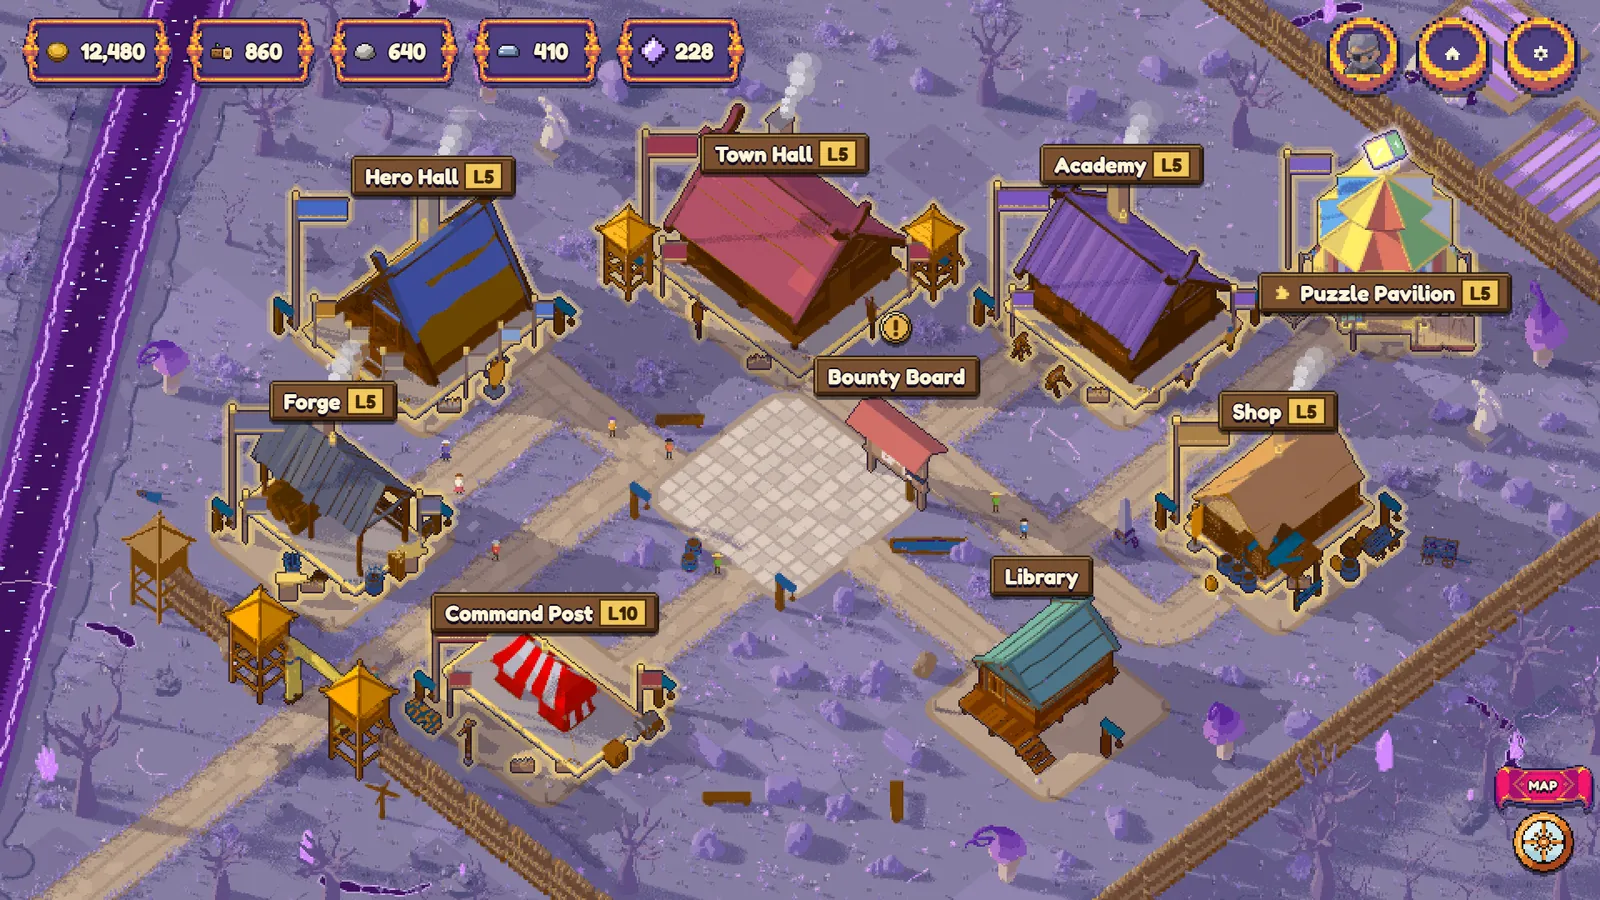 12,480 860 640 410 228
Town Hall L5
Academy L5
Hero Hall L5
Puzzle Pavilion L5
Bounty Board
Forge L5
Shop L5
Library
Command Post L10
MAP